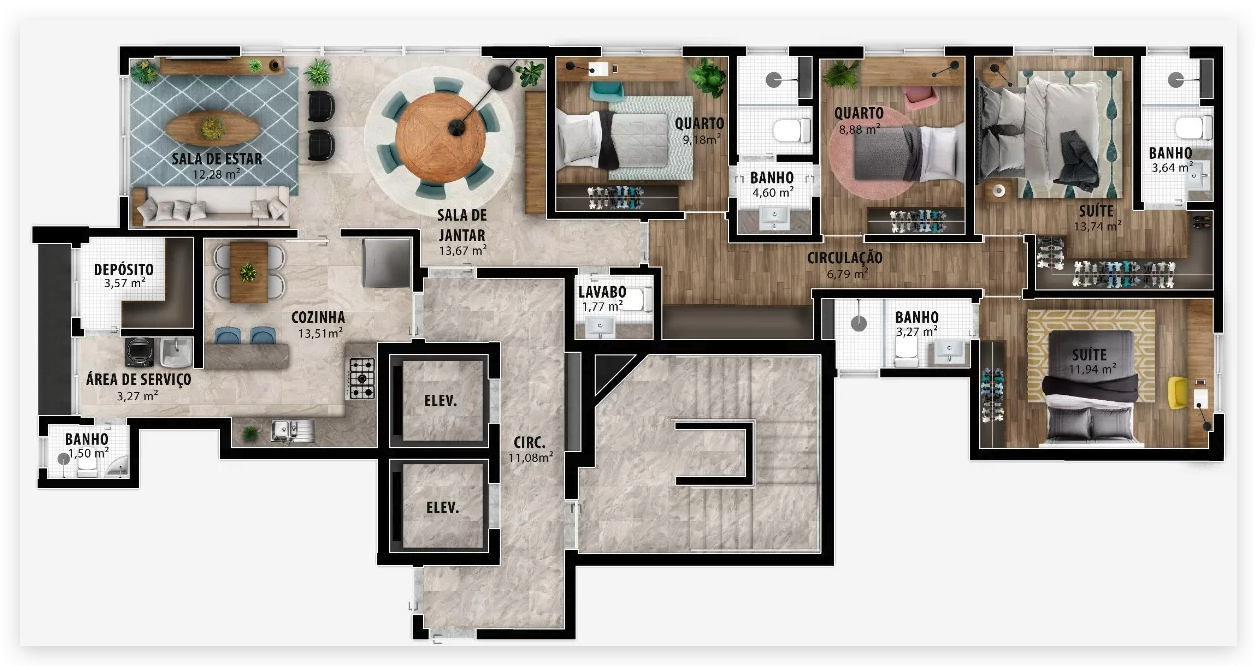 SALA DE ESTAR
12,28 m²
SALA DE
JANTAR
13,67 m²
QUARTO
9,18m²
BANHO
4,60 m²
QUARTO
8,88 m²
SUÍTE
13,74 m²
BANHO
3,64 m²
DEPÓSITO
3,57 m²
COZINHA
13,51m²
ÁREA DE SERVIÇO
3,27 m²
BANHO
1,50 m²
LAVABO
1,77 m²
CIRCULAÇÃO
6,79 m²
BANHO
3,27 m²
SUÍTE
11,94 m²
ELEV.
CIRC.
11,08m²
ELEV.